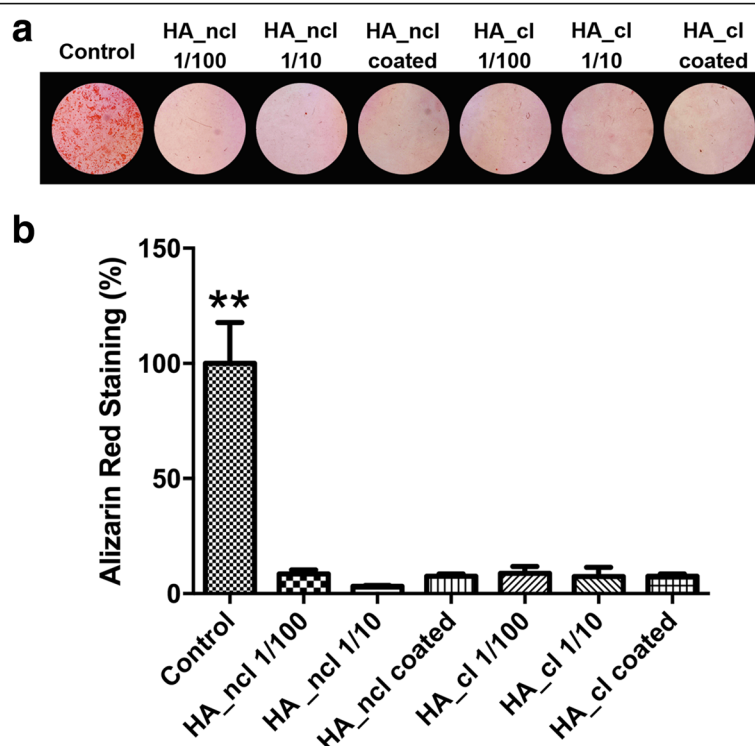 a
Control
HA_ncl
1/100
HA_ncl
1/10
HA_ncl
coated
HA_cl
1/100
HA_cl
1/10
HA_cl
coated
b
Alizarin Red Staining (%)
150
100
50
0
**
Control
HA_ncl 1/100
HA_ncl 1/10
HA_ncl coated
HA_cl 1/100
HA_cl 1/10
HA_cl coated